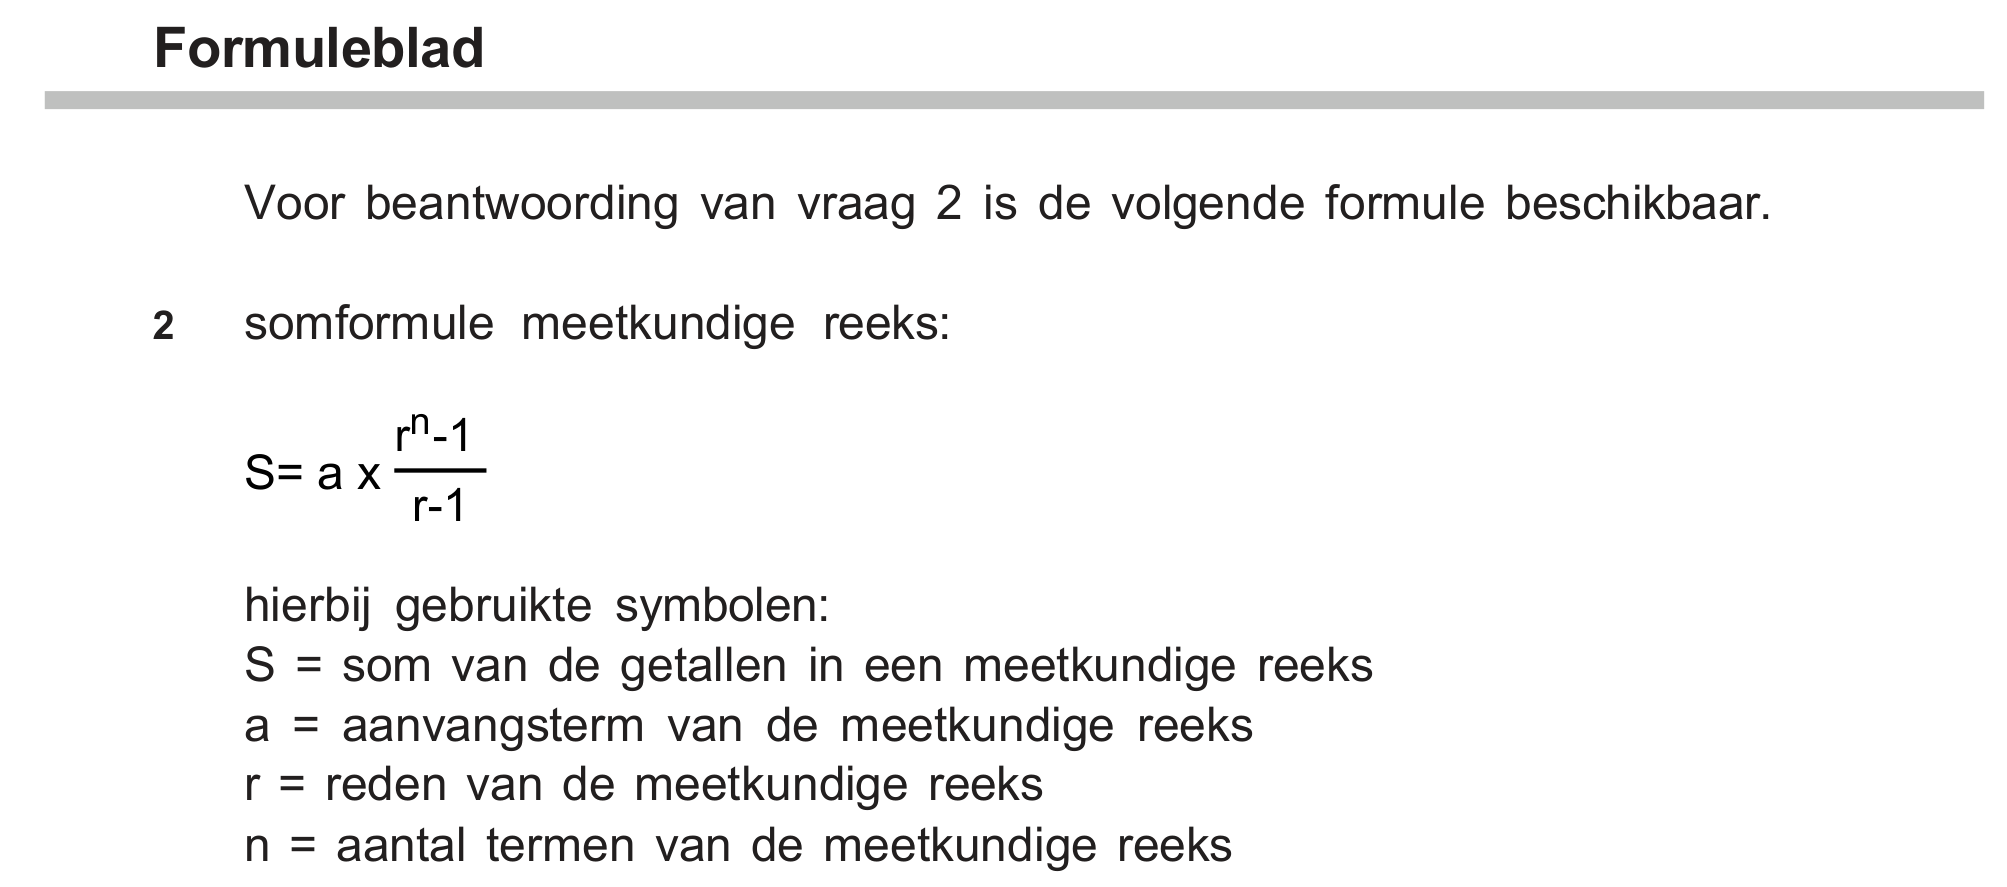 Formuleblad
Voor beantwoording van vraag 2 is de volgende formule beschikbaar.
2 somformule meetkundige reeks:
S= a x (rⁿ-1)/(r-1)
hierbij gebruikte symbolen:
S = som van de getallen in een meetkundige reeks
a = aanvangsterm van de meetkundige reeks
r = reden van de meetkundige reeks
n = aantal termen van de meetkundige reeks